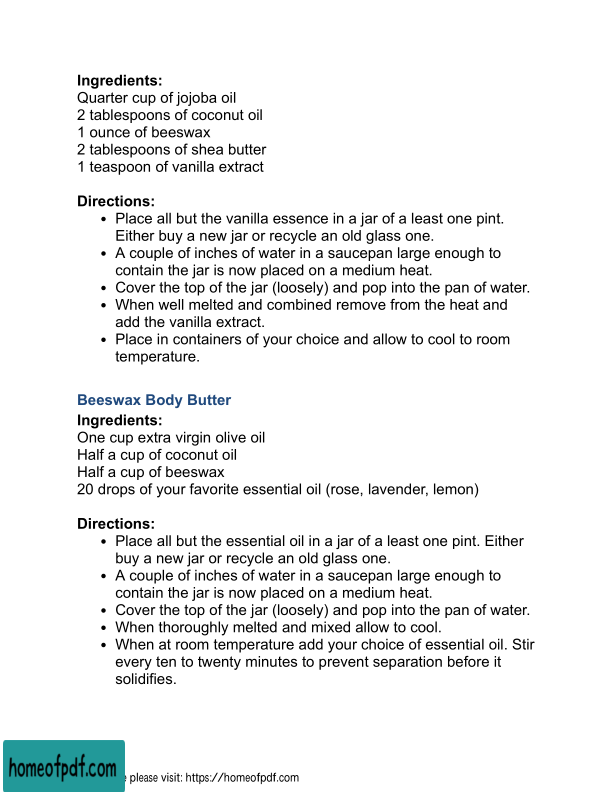 Ingredients:
Quarter cup of jojoba oil
2 tablespoons of coconut oil
1 ounce of beeswax
2 tablespoons of shea butter
1 teaspoon of vanilla extract
Directions:
• Place all but the vanilla essence in a jar of a least one pint.
Either buy a new jar or recycle an old glass one.
• A couple of inches of water in a saucepan large enough to
contain the jar is now placed on a medium heat.
• Cover the top of the jar (loosely) and pop into the pan of water.
• When well melted and combined remove from the heat and
add the vanilla extract.
• Place in containers of your choice and allow to cool to room
temperature.
Beeswax Body Butter
Ingredients:
One cup extra virgin olive oil
Half a cup of coconut oil
Half a cup of beeswax
20 drops of your favorite essential oil (rose, lavender, lemon)
Directions:
• Place all but the essential oil in a jar of a least one pint. Either
buy a new jar or recycle an old glass one.
• A couple of inches of water in a saucepan large enough to
contain the jar is now placed on a medium heat.
• Cover the top of the jar (loosely) and pop into the pan of water.
• When thoroughly melted and mixed allow to cool.
• When at room temperature add your choice of essential oil. Stir
every ten to twenty minutes to prevent separation before it
solidifies.
homeofpdf.com
please visit: https://homeofpdf.com